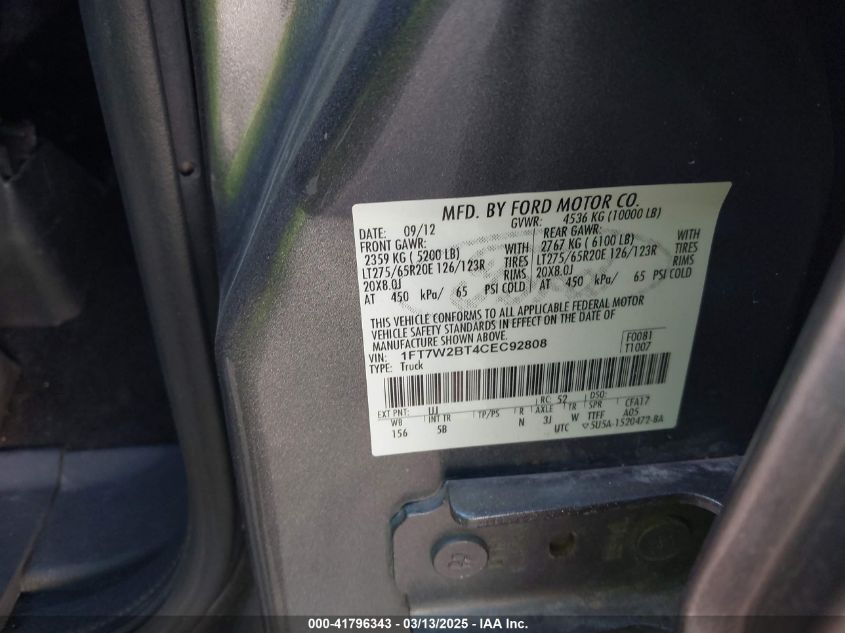 MFD. BY FORD MOTOR CO.
DATE: 09/12 GVWR: 4536 KG (10000 LB)
FRONT GAWR: REAR GAWR:
2359 KG ( 5200 LB) WITH 2767 KG ( 6100 LB) WITH
LT275/65R20E 126/123R TIRES LT275/65R20E 126/123R TIRES
20X8.0J RIMS 20X8.0J RIMS
AT 450 kPa/ 65 PSI COLD AT 450 kPa/ 65 PSI COLD
THIS VEHICLE CONFORMS TO ALL APPLICABLE FEDERAL MOTOR
VEHICLE SAFETY STANDARDS IN EFFECT ON THE DATE OF
MANUFACTURE SHOWN ABOVE.
VIN: 1FT7W2BT4CEC92808 F0081
TYPE: Truck T1007
EXT PNT: UJ RC: 52 DSO:
WB INT TR TP/PS R AXLE TR SPR CFA17
156 5B N 3J W TTFF A05
UTC ▽5U5A-1520472-BA
Ford
000-41796343 - 03/13/2025 - IAA Inc.